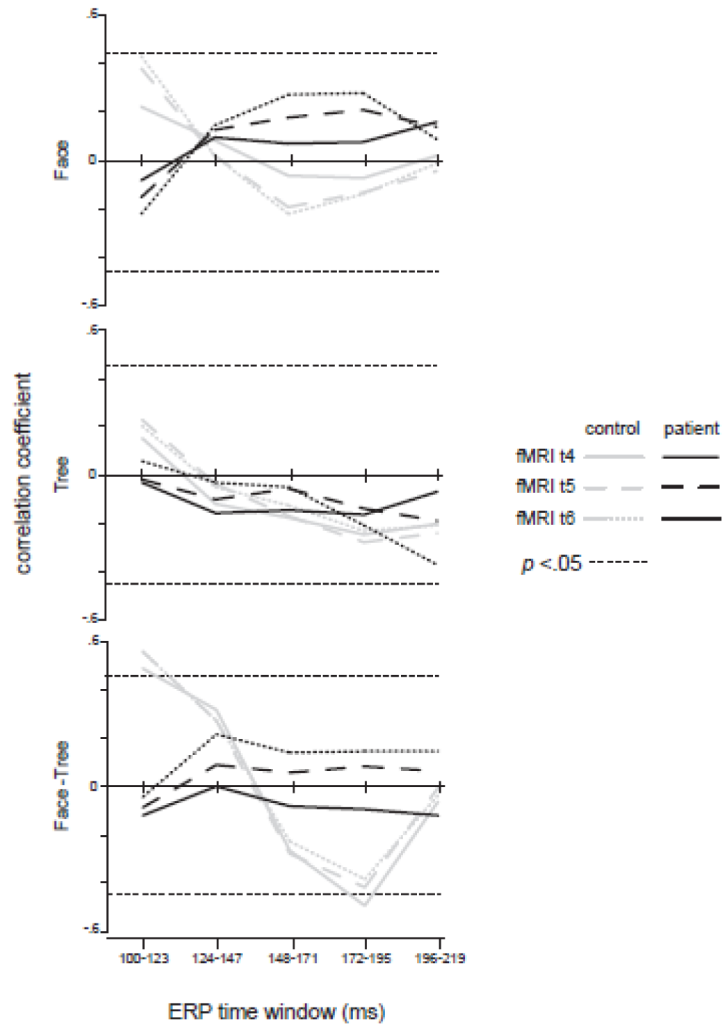 .6
0
-.6
Face
.6
0
-.6
Tree
correlation coefficient
.6
0
-.6
Face -Tree
100-123 124-147 148-171 172-195 196-219
ERP time window (ms)
control patient
fMRI t4
fMRI t5
fMRI t6
p <.05